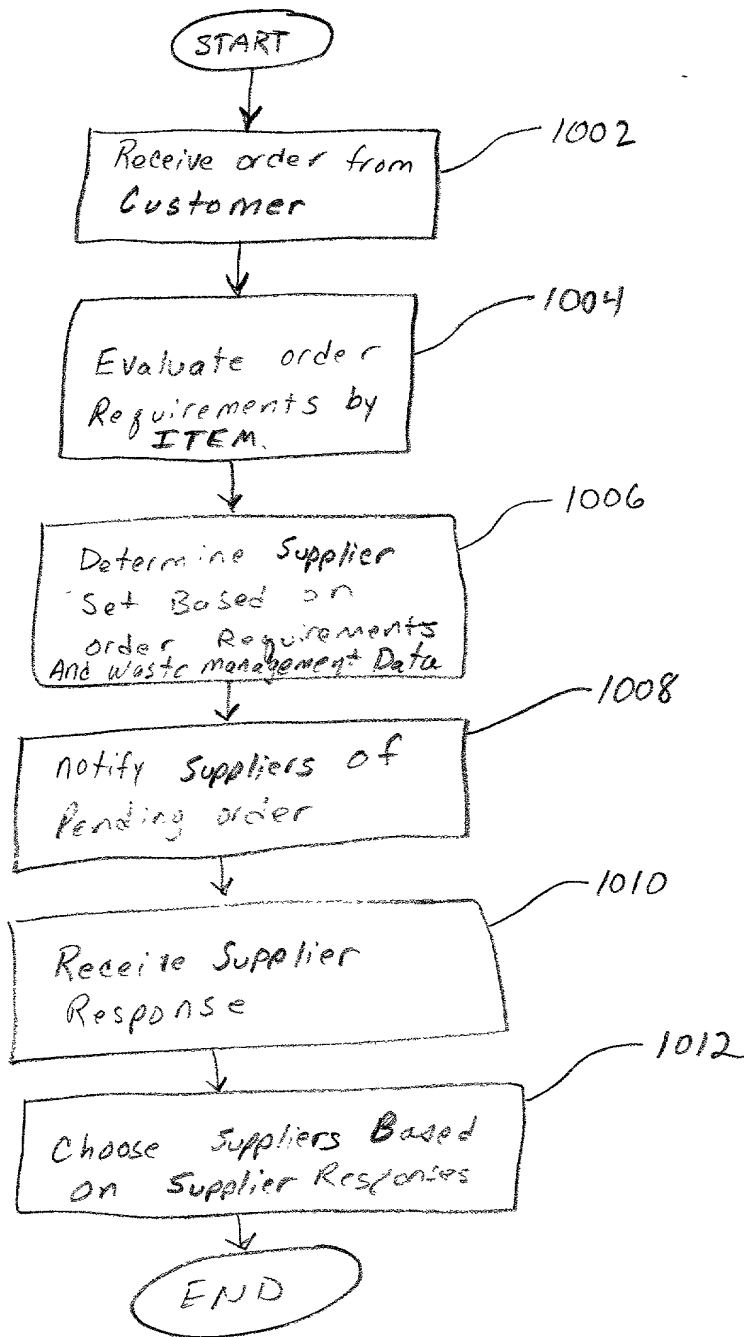 START
1002
Receive order from
Customer
1004
Evaluate order
Requirements by
ITEM.
1006
Determine Supplier
Set Based on
order Requirements
And Waste management Data
1008
notify Suppliers of
Pending order
1010
Receive Supplier
Response
1012
Choose Suppliers Based
on Supplier Responses
END